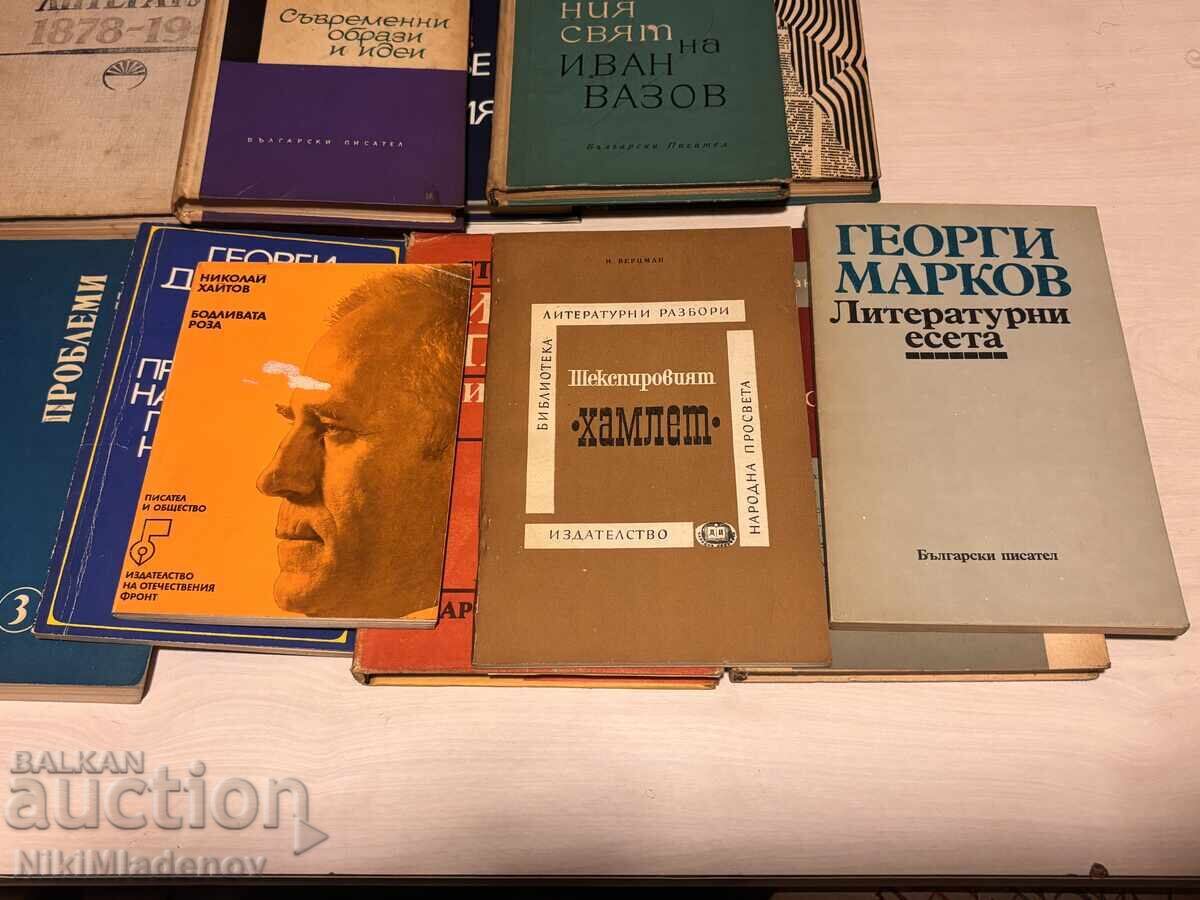 1878-19
Съвременни
образи
и идеи
БЪЛГАРСКИ ПИСАТЕЛ
НИЯ
СВЯТ
на
ИВАН
ВАЗОВ
Български Писател
ПРОБЛЕМИ
3
ГЕОРГИ
Д
НИКОЛАЙ
ХАЙТОВ
БОДЛИВАТА
РОЗА
ПИСАТЕЛ
И ОБЩЕСТВО
ИЗДАТЕЛСТВО
НА ОТЕЧЕСТВЕНИЯ
ФРОНТ
И. ВЕРЦМАН
ЛИТЕРАТУРНИ РАЗБОРИ
БИБЛИОТЕКА
Шекспировият
·ХАМЛЕТ·
НАРОДНА ПРОСВЕТА
ИЗДАТЕЛСТВО
ГЕОРГИ
МАРКОВ
Литературни
есета
Български писател
BALKAN
auction
NikiMladenov